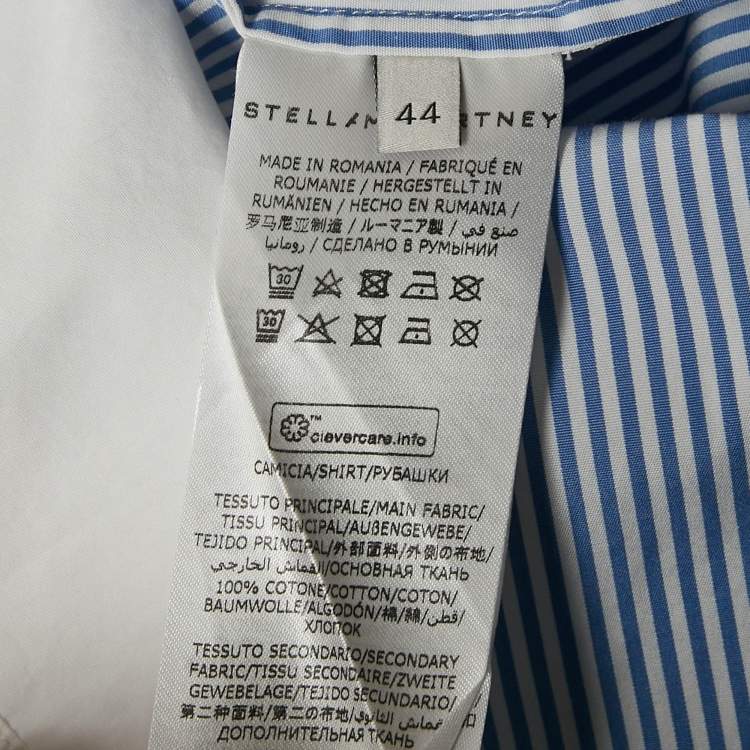 STELLA M RTNEY
44
MADE IN ROMANIA / FABRIQUÉ EN
ROUMANIE / HERGESTELLT IN
RUMÄNIEN / HECHO EN RUMANIA /
罗马尼亚制造 / ルーマニア製 / صنع في
رومانيا / СДЕЛАНО В РУМЫНИИ
30
30
clevercare.info™
CAMICIA/SHIRT/РУБАШКИ
TESSUTO PRINCIPALE/MAIN FABRIC/
TISSU PRINCIPAL/AUßENGEWEBE/
TEJIDO PRINCIPAL/外部面料/外側の布地/
القماش الخارجي/ОСНОВНАЯ ТКАНЬ
100% COTONE/COTTON/COTON/
BAUMWOLLE/ALGODÓN/棉/綿/قطن/
ХЛОПОК
TESSUTO SECONDARIO/SECONDARY
FABRIC/TISSU SECONDAIRE/ZWEITE
GEWEBELAGE/TEJIDO SECUNDARIO/
第二种面料/第二の布地/قماش الثانوي
ДОПОЛНИТЕЛЬНАЯ ТКАНЬ